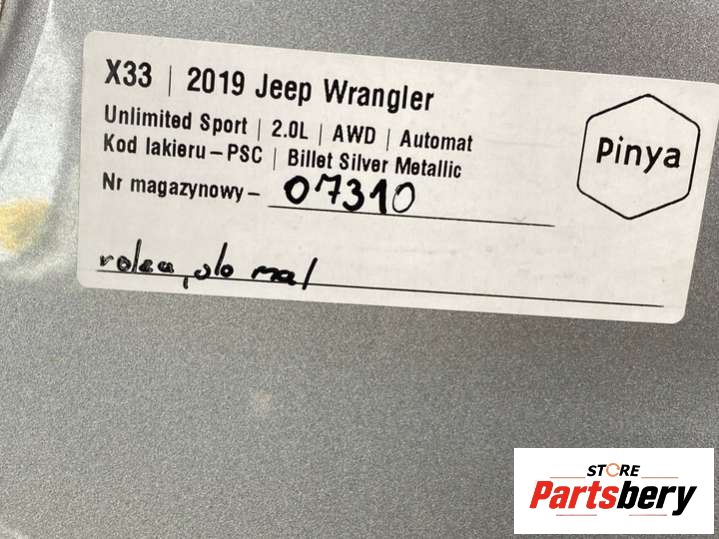 X33 | 2019 Jeep Wrangler
Unlimited Sport | 2.0L | AWD | Automat
Kod lakieru – PSC | Billet Silver Metallic
Nr magazynowy – 07310
Pinya
mal
STORE
Partsbery